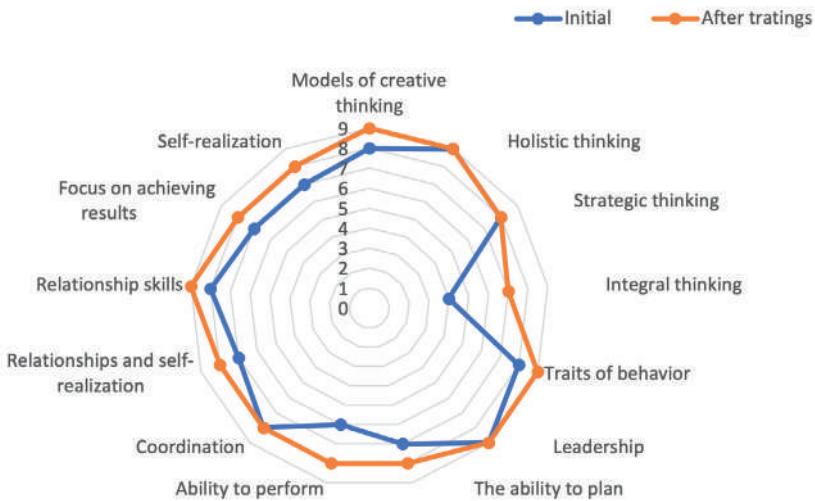 Initial
After tratings
Models of creative
thinking
Holistic thinking
Strategic thinking
Integral thinking
Traits of behavior
Leadership
The ability to plan
Ability to perform
Coordination
Relationships and self-
realization
Relationship skills
Focus on achieving
results
Self-realization
9
8
7
6
5
4
3
2
1
0